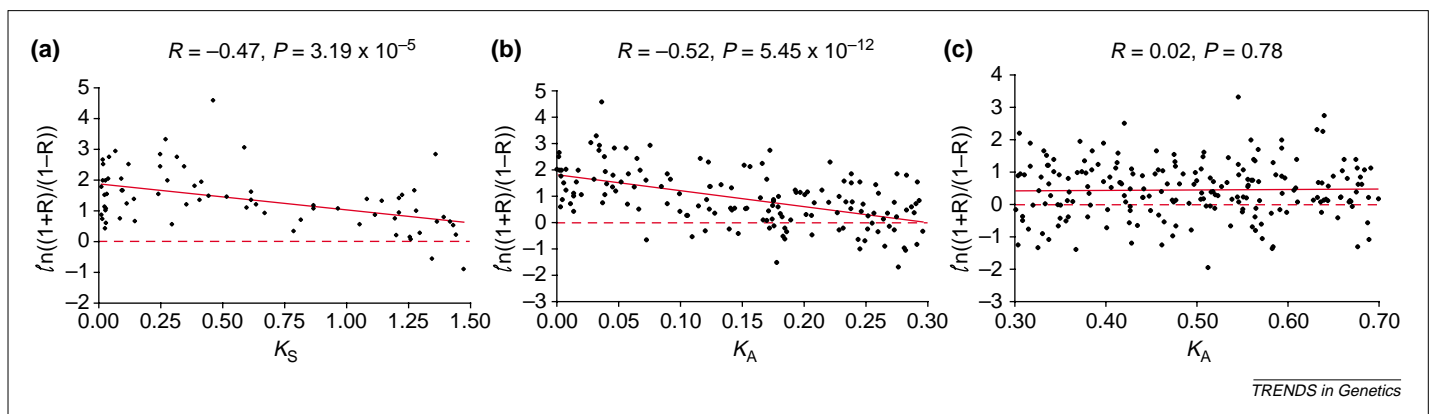 (a) R = –0.47, P = 3.19 x 10⁻⁵
ℓn((1+R)/(1–R))
5
4
3
2
1
0
–1
–2
0.00 0.25 0.50 0.75 1.00 1.25 1.50
K_S
(b) R = –0.52, P = 5.45 x 10⁻¹²
ℓn((1+R)/(1–R))
5
4
3
2
1
0
–1
–2
–3
0.00 0.05 0.10 0.15 0.20 0.25 0.30
K_A
(c) R = 0.02, P = 0.78
ℓn((1+R)/(1–R))
4
3
2
1
0
–1
–2
–3
0.30 0.40 0.50 0.60 0.70
K_A
TRENDS in Genetics